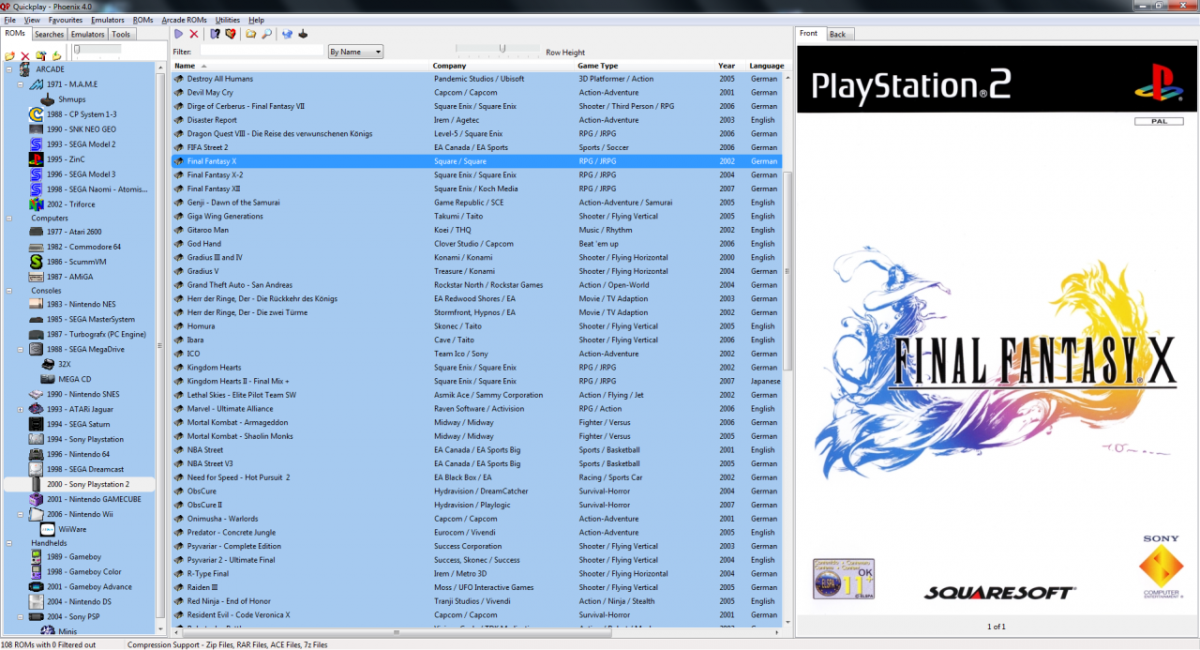 Quickplay - Phoenix 4.0
File View Favourites Emulators ROMs Arcade ROMs Utilities Help
ROMs Searches Emulators Tools
Filter: By Name Row Height
ARCADE
1971 - M.A.M.E
Shmups
1988 - CP System 1-3
1990 - SNK NEO GEO
1993 - SEGA Model 2
1995 - ZinC
1996 - SEGA Model 3
1998 - SEGA Naomi - Atomis...
2002 - Triforce
Computers
1977 - Atari 2600
1982 - Commodore 64
1986 - ScummVM
1987 - AMiGA
Consoles
1983 - Nintendo NES
1985 - SEGA MasterSystem
1987 - Turbografx (PC Engine)
1988 - SEGA MegaDrive
32X
MEGA CD
1990 - Nintendo SNES
1993 - ATARi Jaguar
1994 - SEGA Saturn
1994 - Sony Playstation
1996 - Nintendo 64
1998 - SEGA Dreamcast
2000 - Sony Playstation 2
2001 - Nintendo GAMECUBE
2006 - Nintendo Wii
WiiWare
Handhelds
1989 - Gameboy
1998 - Gameboy Color
2001 - Gameboy Advance
2004 - Nintendo DS
2004 - Sony PSP
Minis
Name Company Game Type Year Language
Destroy All Humans Pandemic Studios / Ubisoft 3D Platformer / Action 2005 German
Devil May Cry Capcom / Capcom Action-Adventure 2001 German
Dirge of Cerberus - Final Fantasy VII Square Enix / Square Enix Shooter / Third Person / RPG 2006 German
Disaster Report Irem / Agetec Action-Adventure 2003 English
Dragon Quest VIII - Die Reise des verwunschenen Königs Level-5 / Square Enix RPG / JRPG 2006 German
FIFA Street 2 EA Canada / EA Sports Sports / Soccer 2006 German
Final Fantasy X Square / Square RPG / JRPG 2002 German
Final Fantasy X-2 Square Enix / Square Enix RPG / JRPG 2004 German
Final Fantasy XII Square Enix / Koch Media RPG / JRPG 2007 German
Genji - Dawn of the Samurai Game Republic / SCE Action-Adventure / Samurai 2005 English
Giga Wing Generations Takumi / Taito Shooter / Flying Vertical 2005 English
Gitaroo Man Koei / THQ Music / Rhythm 2002 English
God Hand Clover Studio / Capcom Beat 'em up 2006 English
Gradius III and IV Konami / Konami Shooter / Flying Horizontal 2000 English
Gradius V Treasure / Konami Shooter / Flying Horizontal 2004 German
Grand Theft Auto - San Andreas Rockstar North / Rockstar Games Action / Open-World 2004 German
Herr der Ringe, Der - Die Rückkehr des Königs EA Redwood Shores / EA Movie / TV Adaption 2003 German
Herr der Ringe, Der - Die zwei Türme Stormfront, Hypnos / EA Movie / TV Adaption 2002 German
Homura Skonec / Taito Shooter / Flying Vertical 2005 English
Ibara Cave / Taito Shooter / Flying Vertical 2006 English
ICO Team Ico / Sony Action-Adventure 2002 German
Kingdom Hearts Square Enix / Square Enix RPG / JRPG 2002 German
Kingdom Hearts II - Final Mix + Square Enix / Square Enix RPG / JRPG 2007 Japanese
Lethal Skies - Elite Pilot Team SW Asmik Ace / Sammy Corporation Action / Flying / Jet 2002 German
Marvel - Ultimate Alliance Raven Software / Activision RPG / Action 2006 English
Mortal Kombat - Armageddon Midway / Midway Fighter / Versus 2006 English
Mortal Kombat - Shaolin Monks Midway / Midway Fighter / Versus 2005 German
NBA Street EA Canada / EA Sports Big Sports / Basketball 2001 English
NBA Street V3 EA Canada / EA Sports Big Sports / Basketball 2005 German
Need for Speed - Hot Pursuit 2 EA Black Box / EA Racing / Sports Car 2002 German
ObsCure Hydravision / DreamCatcher Survival-Horror 2004 German
ObsCure II Hydravision / Playlogic Survival-Horror 2007 German
Onimusha - Warlords Capcom / Capcom Action-Adventure 2001 German
Predator - Concrete Jungle Eurocom / Vivendi Action-Adventure 2005 English
Psyvariar - Complete Edition Success Corporation Shooter / Flying Vertical 2003 German
Psyvariar 2 - Ultimate Final Success, Skonec / Success Shooter / Flying Vertical 2004 English
R-Type Final Irem / Metro 3D Shooter / Flying Horizontal 2004 German
Raiden III Moss / UFO Interactive Games Shooter / Flying Vertical 2005 English
Red Ninja - End of Honor Tranji Studios / Vivendi Action / Ninja / Stealth 2005 English
Resident Evil - Code Veronica X Capcom / Capcom Survival-Horror 2001 German
Front Back
PlayStation®2
PAL
FINAL FANTASY® X
OK
11+
SQUARESOFT
SONY
COMPUTER
ENTERTAINMENT
1 of 1
108 ROMs with 0 Filtered out Compression Support - Zip Files, RAR Files, ACE Files, 7z Files